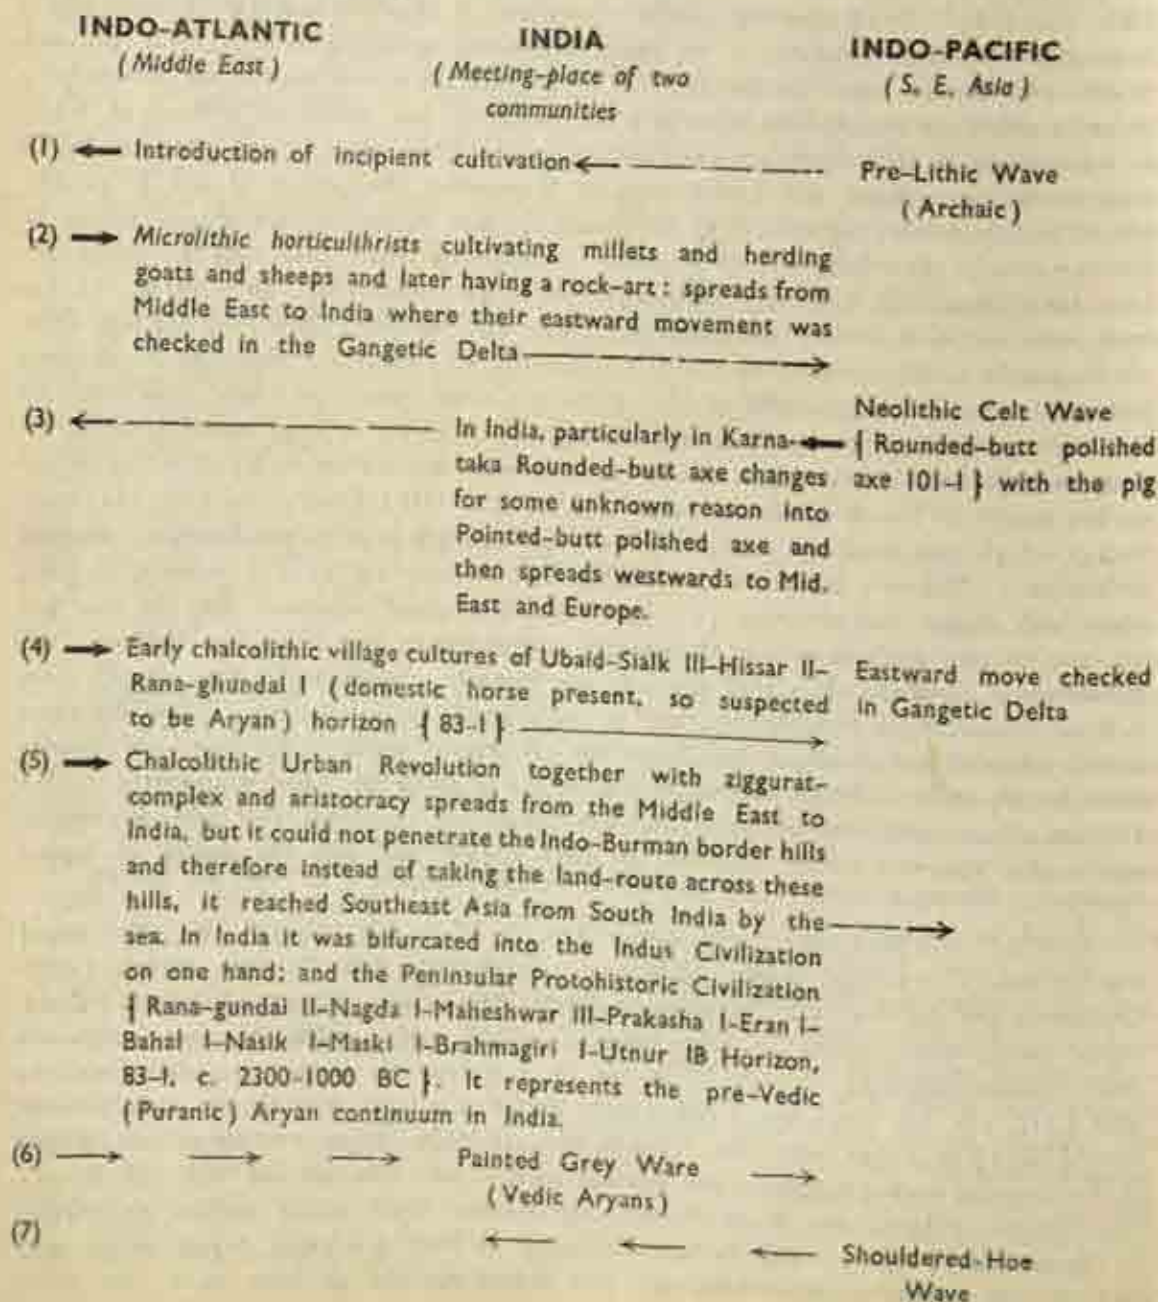 INDO-ATLANTIC
(Middle East)
INDIA
(Meeting-place of two
communities
INDO-PACIFIC
(S. E. Asia)
(1) Introduction of incipient cultivation
Pre-Lithic Wave
(Archaic)
(2) Microlithic horticulthrists cultivating millets and herding
goats and sheeps and later having a rock-art: spreads from
Middle East to India where their eastward movement was
checked in the Gangetic Delta
(3)
In India, particularly in Karna-
taka Rounded-butt axe changes
for some unknown reason into
Pointed-butt polished axe and
then spreads westwards to Mid.
East and Europe.
Neolithic Celt Wave
{ Rounded-butt polished
axe 101-I } with the pig
(4) Early chalcolithic village cultures of Ubaid-Sialk III-Hissar II-
Rana-ghundai I (domestic horse present, so suspected
to be Aryan) horizon { 83-I }
Eastward move checked
in Gangetic Delta
(5) Chalcolithic Urban Revolution together with ziggurat-
complex and aristocracy spreads from the Middle East to
India, but it could not penetrate the Indo-Burman border hills
and therefore instead of taking the land-route across these
hills, it reached Southeast Asia from South India by the
sea. In India it was bifurcated into the Indus Civilization
on one hand; and the Peninsular Protohistoric Civilization
{ Rana-gundai II-Nagda I-Maheshwar III-Prakasha I-Eran I-
Bahal I-Nasik I-Maski I-Brahmagiri I-Utnur IB Horizon,
83-I, c. 2300-1000 BC }. It represents the pre-Vedic
(Puranic) Aryan continuum in India.
(6)
Painted Grey Ware
(Vedic Aryans)
(7)
Shouldered-Hoe
Wave